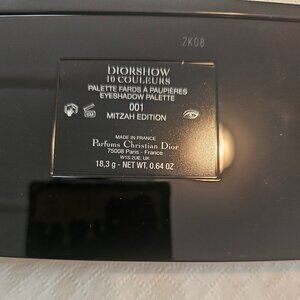 2K08
DIORSHOW
10 COULEURS
PALETTE FARDS À PAUPIÈRES
EYESHADOW PALETTE
001
MITZAH EDITION
MADE IN FRANCE
Parfums Christian Dior
75008 Paris - France
W1S 2UE, UK
18,3 g - NET WT. 0.64 OZ